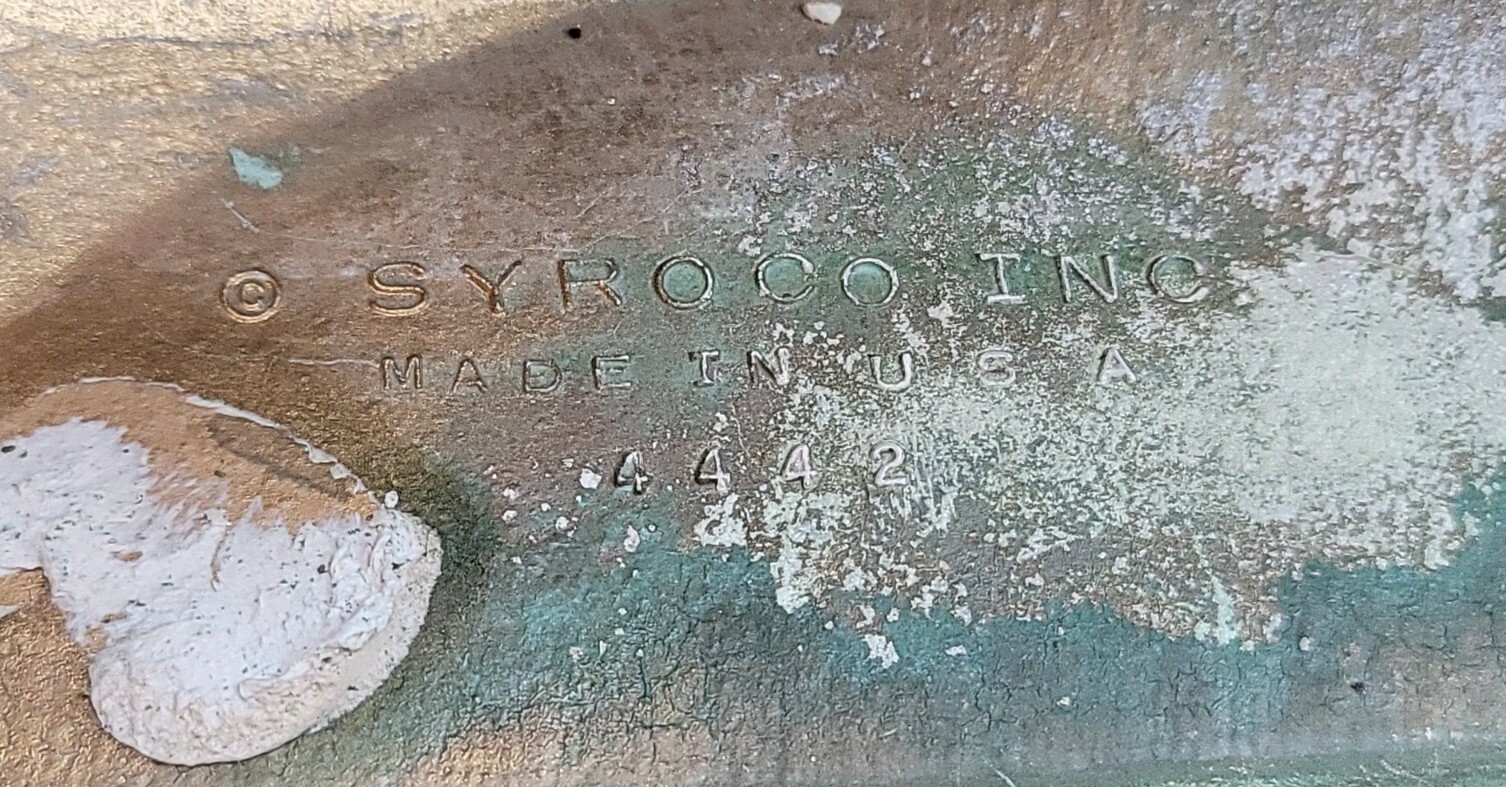 © SYROCO INC
MADE IN U S A
4442